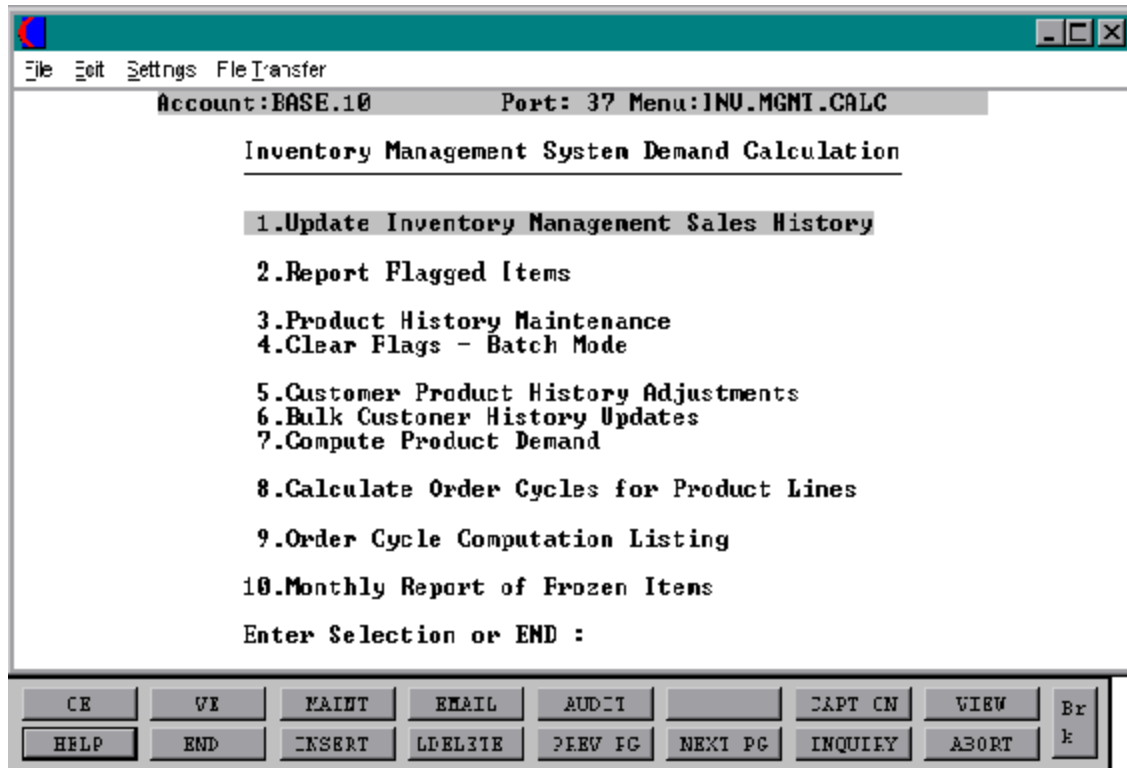 File Edit Settings File Transfer
Account:BASE.10 Port: 37 Menu:INV.MGMT.CALC
Inventory Management System Demand Calculation
1.Update Inventory Management Sales History
2.Report Flagged Items
3.Product History Maintenance
4.Clear Flags - Batch Mode
5.Customer Product History Adjustments
6.Bulk Customer History Updates
7.Compute Product Demand
8.Calculate Order Cycles for Product Lines
9.Order Cycle Computation Listing
10.Monthly Report of Frozen Items
Enter Selection or END :
CE VE MAINT EMAIL AUDIT CAPT ON VIEW Brk
HELP END INSERT LDELETE PREV PG NEXT PG INQUIRY ABORT